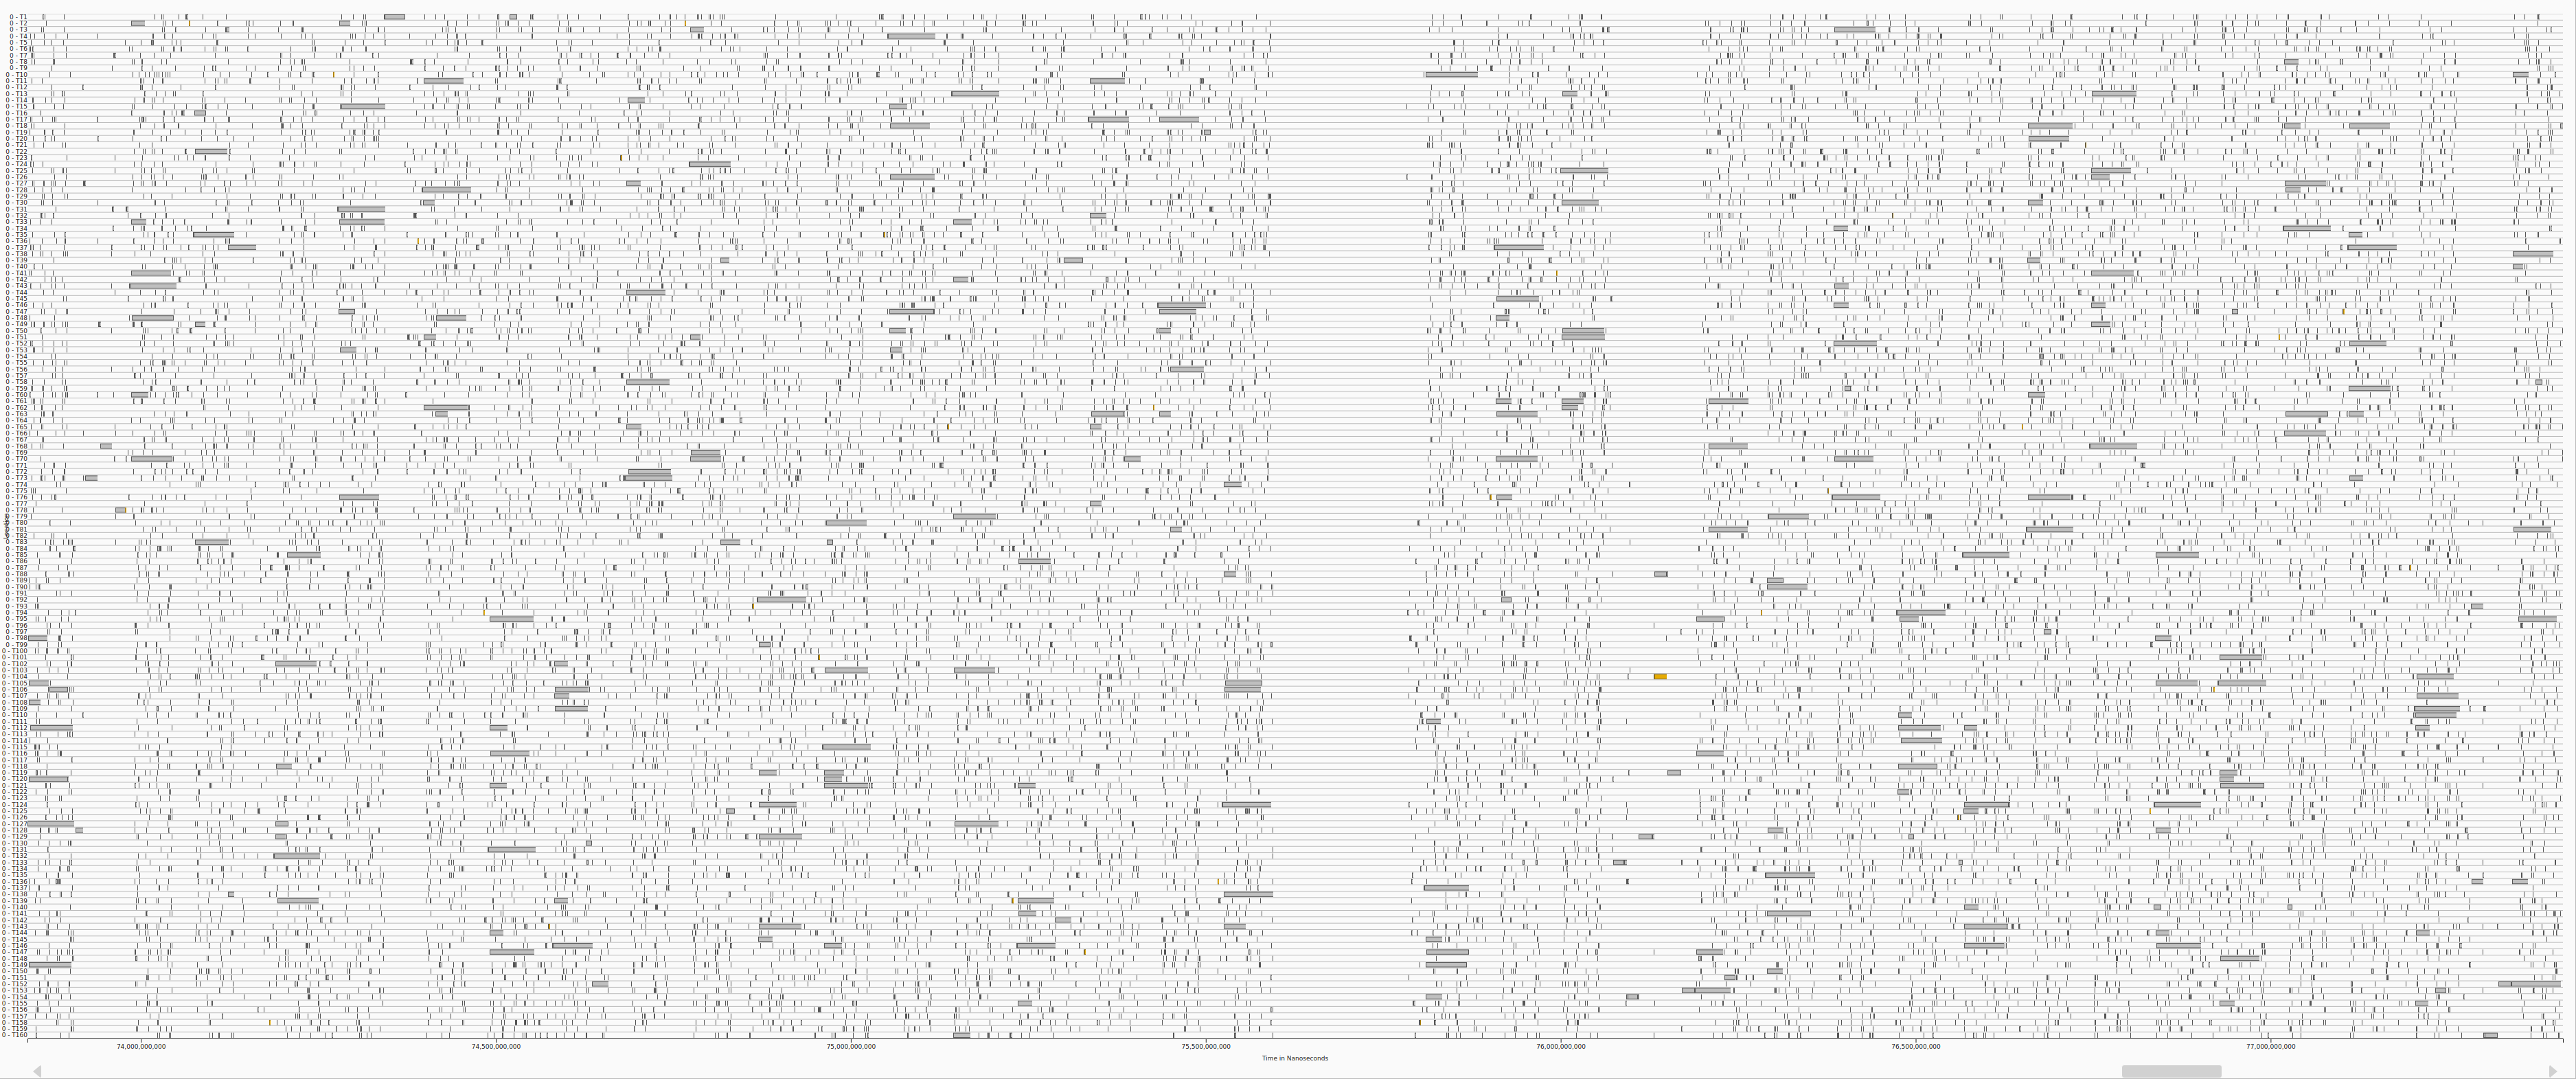 0 - T1
0 - T2
0 - T3
0 - T4
0 - T5
0 - T6
0 - T7
0 - T8
0 - T9
0 - T10
0 - T11
0 - T12
0 - T13
0 - T14
0 - T15
0 - T16
0 - T17
0 - T18
0 - T19
0 - T20
0 - T21
0 - T22
0 - T23
0 - T24
0 - T25
0 - T26
0 - T27
0 - T28
0 - T29
0 - T30
0 - T31
0 - T32
0 - T33
0 - T34
0 - T35
0 - T36
0 - T37
0 - T38
0 - T39
0 - T40
0 - T41
0 - T42
0 - T43
0 - T44
0 - T45
0 - T46
0 - T47
0 - T48
0 - T49
0 - T50
0 - T51
0 - T52
0 - T53
0 - T54
0 - T55
0 - T56
0 - T57
0 - T58
0 - T59
0 - T60
0 - T61
0 - T62
0 - T63
0 - T64
0 - T65
0 - T66
0 - T67
0 - T68
0 - T69
0 - T70
0 - T71
0 - T72
0 - T73
0 - T74
0 - T75
0 - T76
0 - T77
0 - T78
0 - T79
0 - T80
0 - T81
0 - T82
0 - T83
0 - T84
0 - T85
0 - T86
0 - T87
0 - T88
0 - T89
0 - T90
0 - T91
0 - T92
0 - T93
0 - T94
0 - T95
0 - T96
0 - T97
0 - T98
0 - T99
0 - T100
0 - T101
0 - T102
0 - T103
0 - T104
0 - T105
0 - T106
0 - T107
0 - T108
0 - T109
0 - T110
0 - T111
0 - T112
0 - T113
0 - T114
0 - T115
0 - T116
0 - T117
0 - T118
0 - T119
0 - T120
0 - T121
0 - T122
0 - T123
0 - T124
0 - T125
0 - T126
0 - T127
0 - T128
0 - T129
0 - T130
0 - T131
0 - T132
0 - T133
0 - T134
0 - T135
0 - T136
0 - T137
0 - T138
0 - T139
0 - T140
0 - T141
0 - T142
0 - T143
0 - T144
0 - T145
0 - T146
0 - T147
0 - T148
0 - T149
0 - T150
0 - T151
0 - T152
0 - T153
0 - T154
0 - T155
0 - T156
0 - T157
0 - T158
0 - T159
0 - T160
74,000,000,000 74,500,000,000 75,000,000,000 75,500,000,000 76,000,000,000 76,500,000,000 77,000,000,000
Time in Nanoseconds